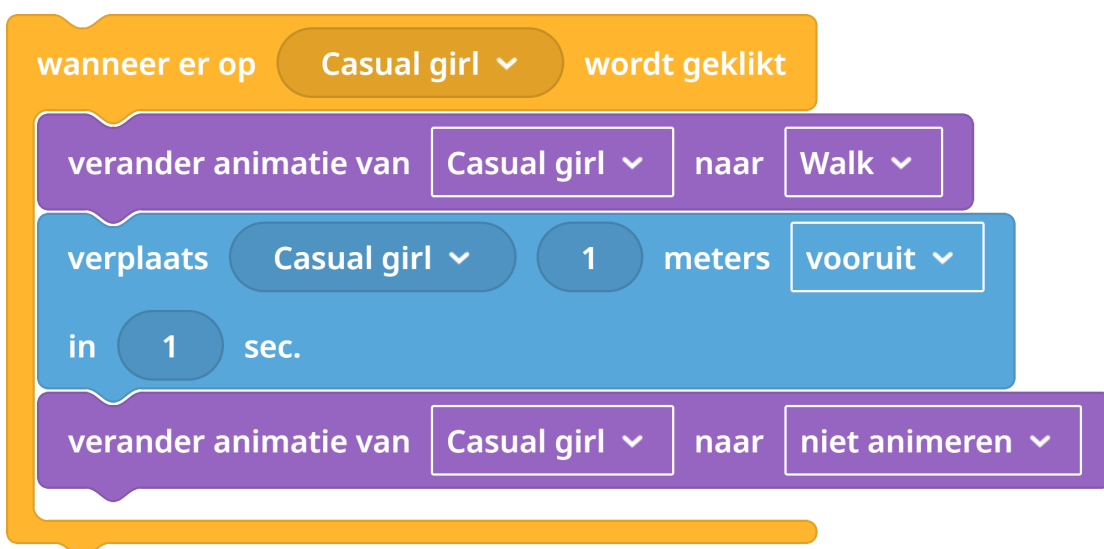 wanneer er op Casual girl wordt geklikt
verander animatie van Casual girl naar Walk
verplaats Casual girl 1 meters vooruit
in 1 sec.
verander animatie van Casual girl naar niet animeren